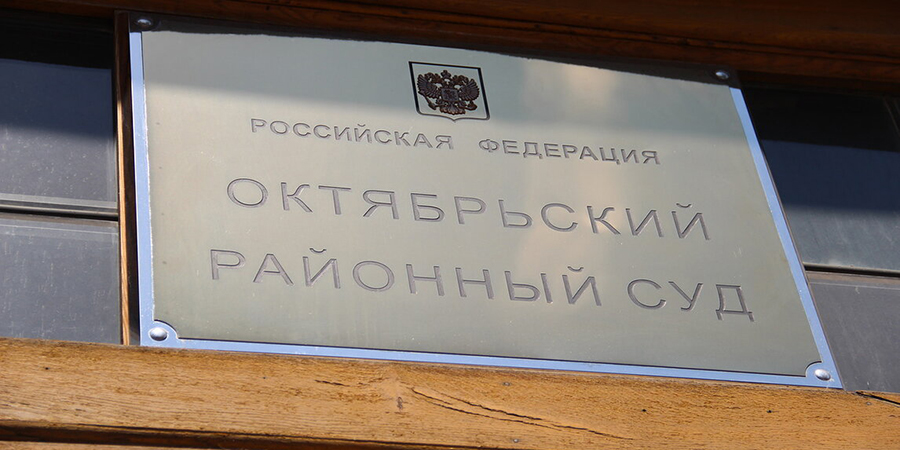 РОССИЙСКАЯ ФЕДЕРАЦИЯ
ОКТЯБРЬСКИЙ
РАЙОННЫЙ СУД